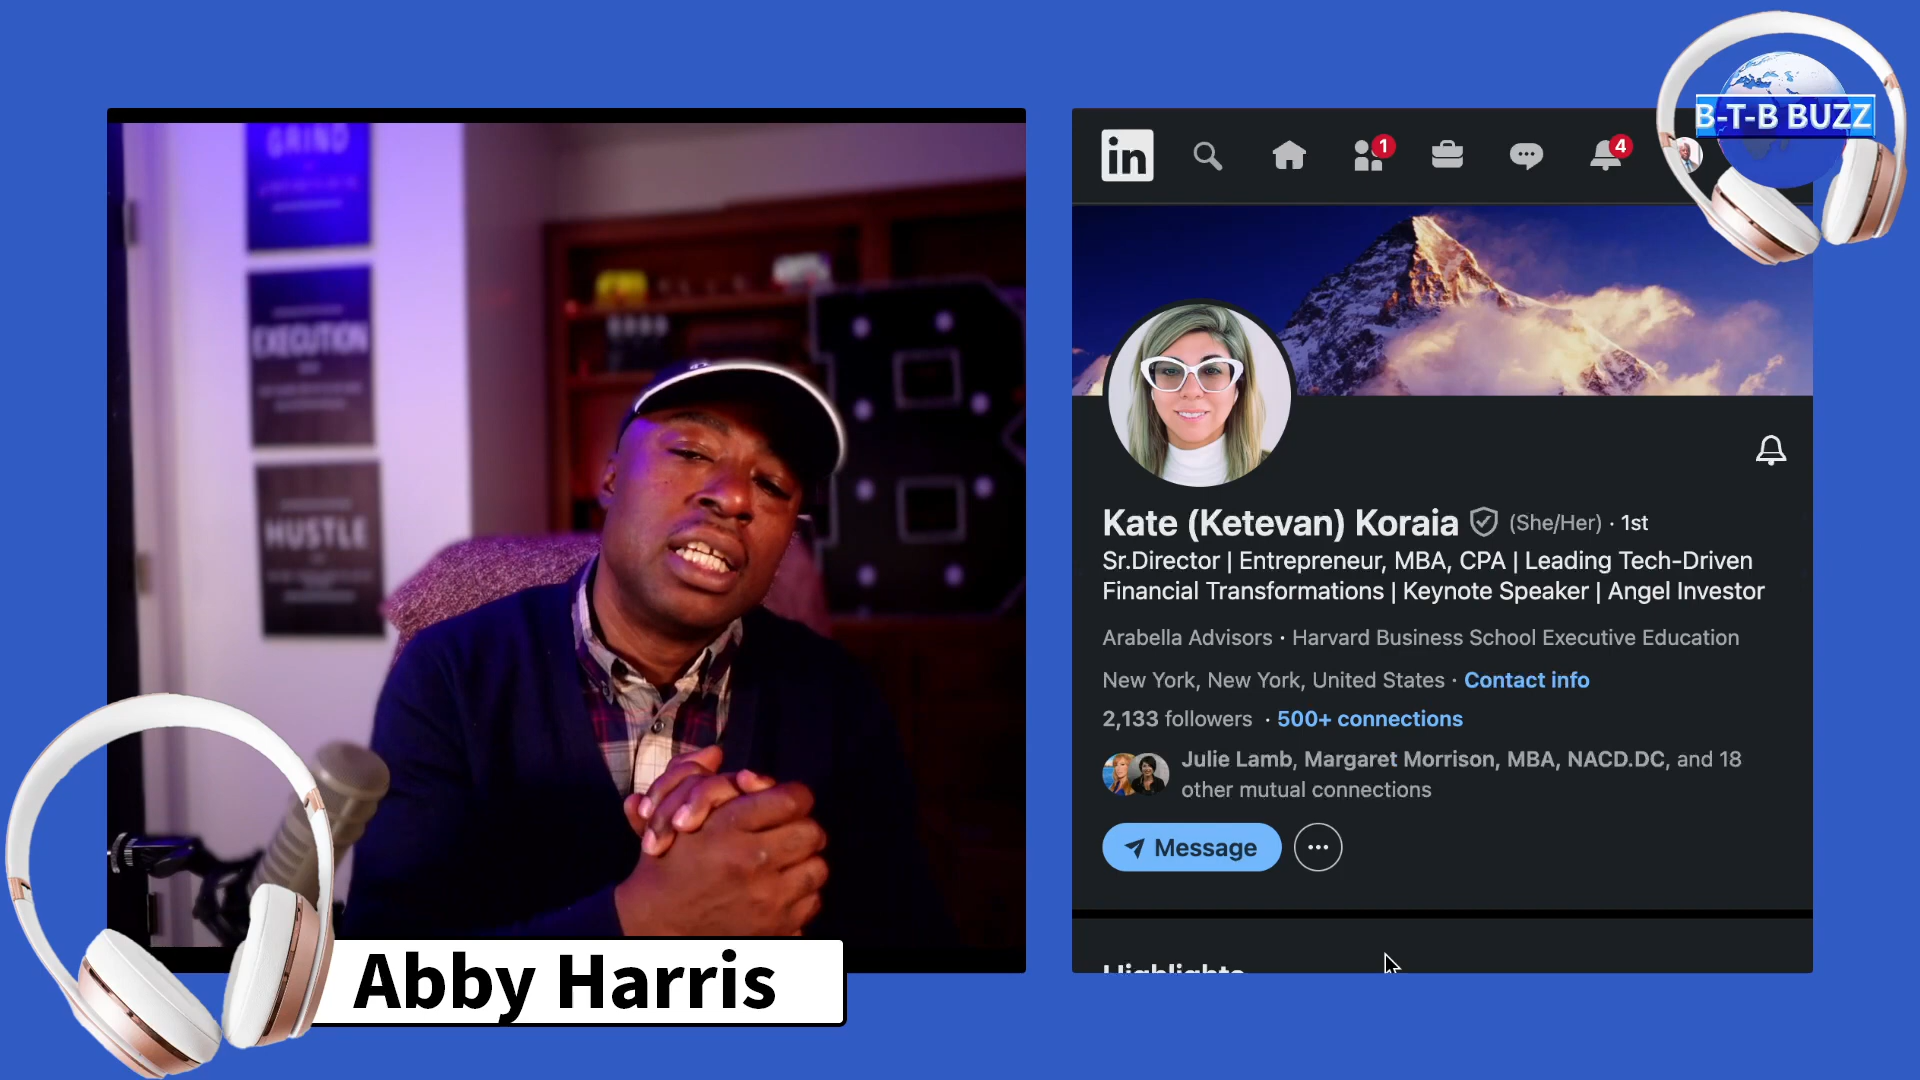 B-T-B BUZZ
GRIND
EXECUTION
HUSTLE
in
1
4
Kate (Ketevan) Koraia (She/Her) · 1st
Sr.Director | Entrepreneur, MBA, CPA | Leading Tech-Driven
Financial Transformations | Keynote Speaker | Angel Investor
Arabella Advisors · Harvard Business School Executive Education
New York, New York, United States · Contact info
2,133 followers · 500+ connections
Julie Lamb, Margaret Morrison, MBA, NACD.DC, and 18
other mutual connections
Message
Highlights
Abby Harris